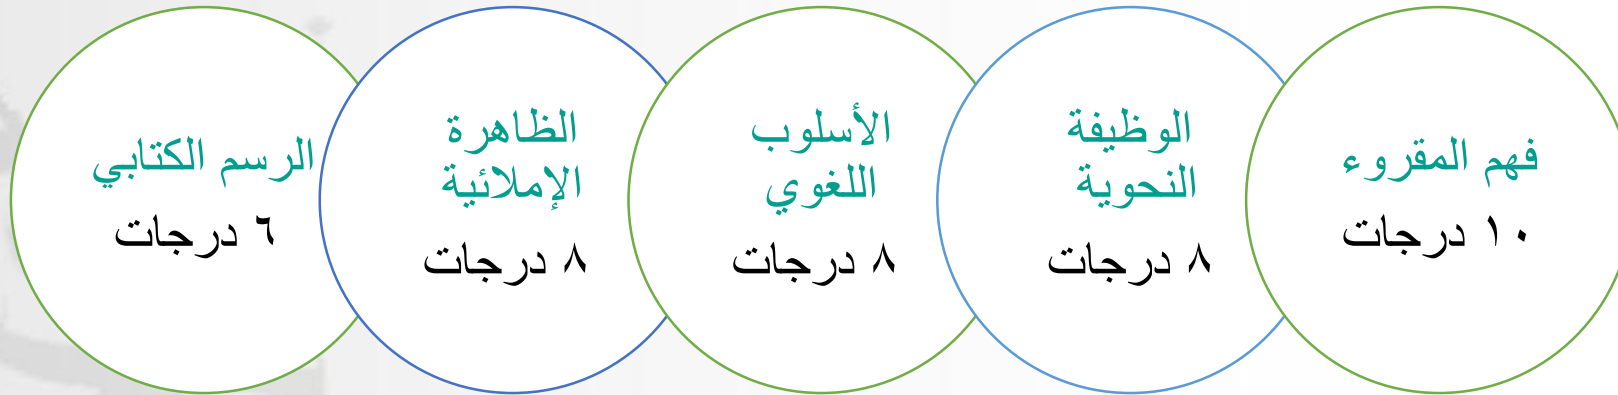 فهم المقروء
١٠ درجات
الوظيفة
النحوية
٨ درجات
الأسلوب
اللغوي
٨ درجات
الظاهرة
الإملائية
٨ درجات
الرسم الكتابي
٦ درجات